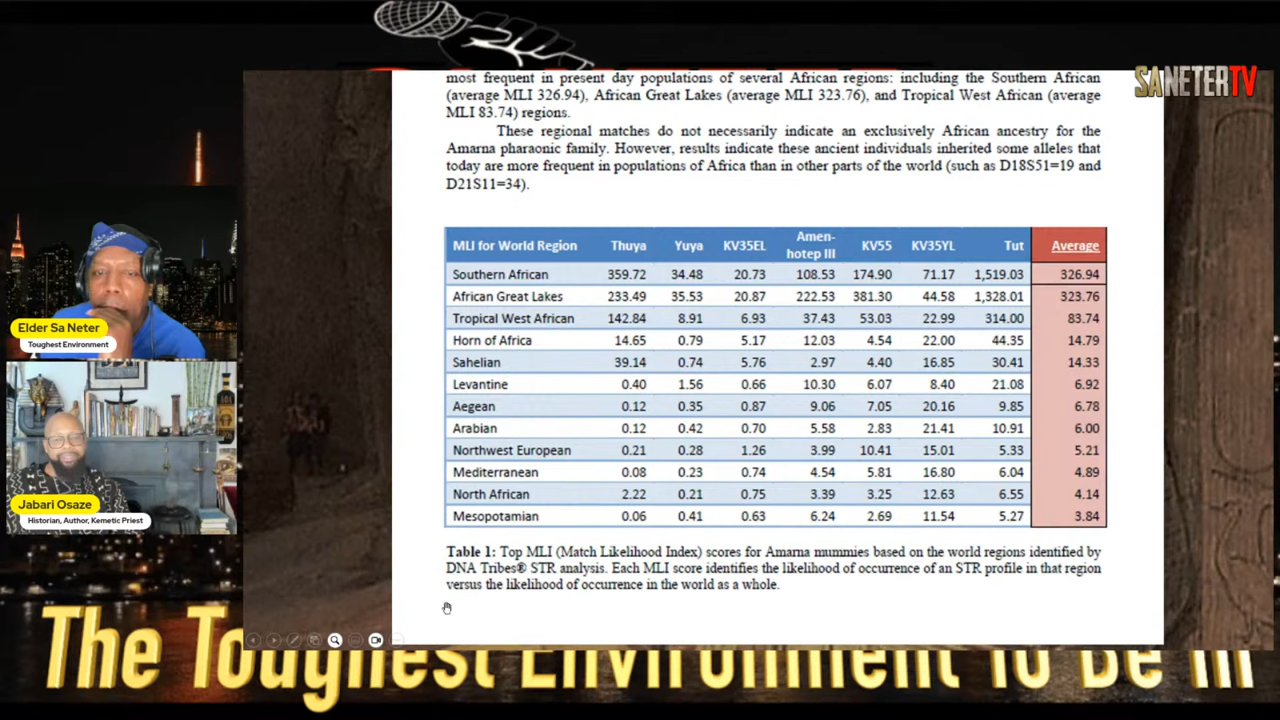 SANETERTV
most frequent in present day populations of several African regions: including the Southern African
(average MLI 326.94), African Great Lakes (average MLI 323.76), and Tropical West African (average
MLI 83.74) regions.
These regional matches do not necessarily indicate an exclusively African ancestry for the
Amarna pharaonic family. However, results indicate these ancient individuals inherited some alleles that
today are more frequent in populations of Africa than in other parts of the world (such as D18S51=19 and
D21S11=34).
MLI for World Region Thuya Yuya KV35EL Amen-hotep III KV55 KV35YL Tut Average
Southern African 359.72 34.48 20.73 108.53 174.90 71.17 1,519.03 326.94
African Great Lakes 233.49 35.53 20.87 222.53 381.30 44.58 1,328.01 323.76
Tropical West African 142.84 8.91 6.93 37.43 53.03 22.99 314.00 83.74
Horn of Africa 14.65 0.79 5.17 12.03 4.54 22.00 44.35 14.79
Sahelian 39.14 0.74 5.76 2.97 4.40 16.85 30.41 14.33
Levantine 0.40 1.56 0.66 10.30 6.07 8.40 21.08 6.92
Aegean 0.12 0.35 0.87 9.06 7.05 20.16 9.85 6.78
Arabian 0.12 0.42 0.70 5.58 2.83 21.41 10.91 6.00
Northwest European 0.21 0.28 1.26 3.99 10.41 15.01 5.33 5.21
Mediterranean 0.08 0.23 0.74 4.54 5.81 16.80 6.04 4.89
North African 2.22 0.21 0.75 3.39 3.25 12.63 6.55 4.14
Mesopotamian 0.06 0.41 0.63 6.24 2.69 11.54 5.27 3.84
Table 1: Top MLI (Match Likelihood Index) scores for Amarna mummies based on the world regions identified by
DNA Tribes® STR analysis. Each MLI score identifies the likelihood of occurrence of an STR profile in that region
versus the likelihood of occurrence in the world as a whole.
Elder Sa Neter
Toughest Environment
Jabari Osaze
Historian, Author, Kemetic Priest
The Toughest Environment To Be In